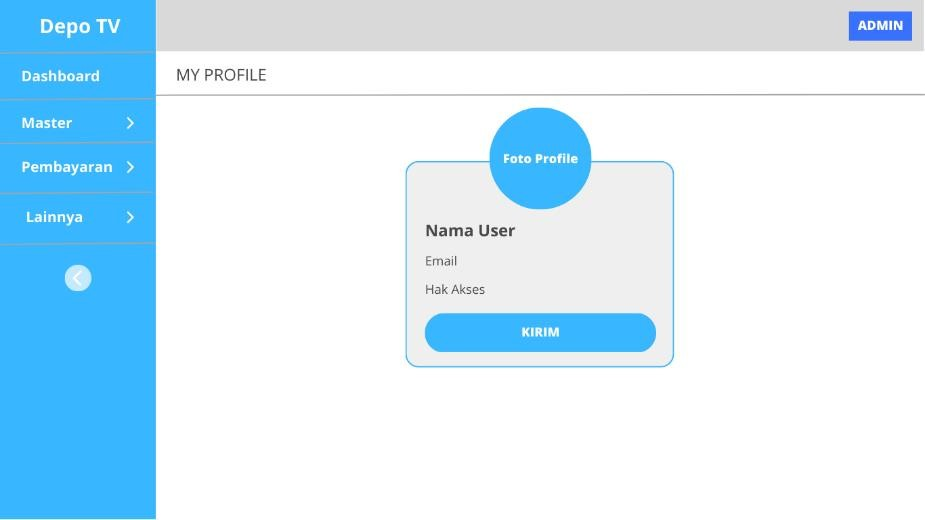 Depo TV
ADMIN
Dashboard
MY PROFILE
Master
Pembayaran
Lainnya
Foto Profile
Nama User
Email
Hak Akses
KIRIM